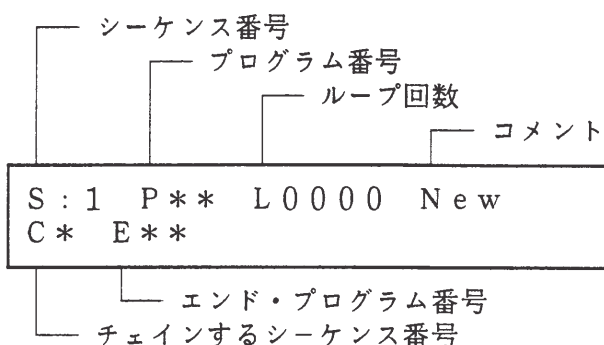 シーケンス番号
プログラム番号
ループ回数
コメント
S:1 P** L0000 New
C* E**
エンド・プログラム番号
チェインするシーケンス番号